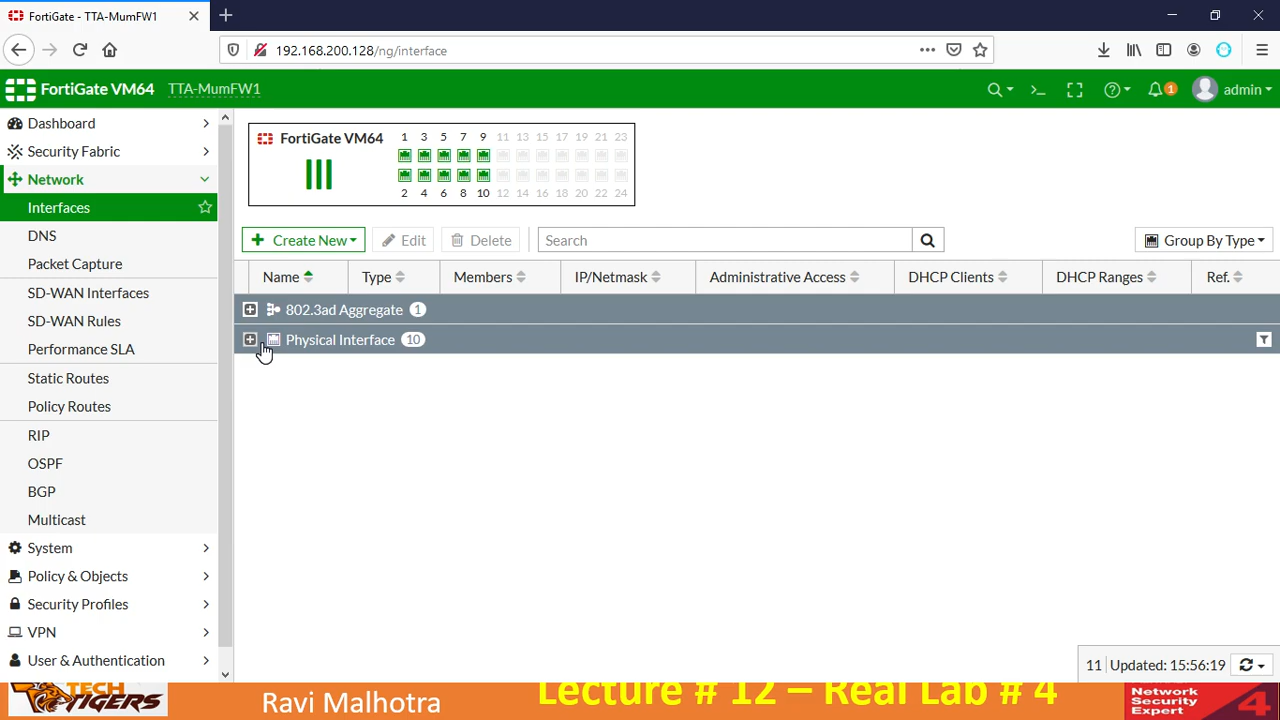 FortiGate - TTA-MumFW1
192.168.200.128/ng/interface
FortiGate VM64 TTA-MumFW1
1 admin
Dashboard
Security Fabric
Network
Interfaces
DNS
Packet Capture
SD-WAN Interfaces
SD-WAN Rules
Performance SLA
Static Routes
Policy Routes
RIP
OSPF
BGP
Multicast
System
Policy & Objects
Security Profiles
VPN
User & Authentication
FortiGate VM64 1 3 5 7 9 11 13 15 17 19 21 23
2 4 6 8 10 12 14 16 18 20 22 24
Create New Edit Delete Search Group By Type
Name Type Members IP/Netmask Administrative Access DHCP Clients DHCP Ranges Ref.
802.3ad Aggregate 1
Physical Interface 10
11 Updated: 15:56:19
TECH
TIGERS
Ravi Malhotra
Lecture # 12 – Real Lab # 4
Network
Security
Expert
4